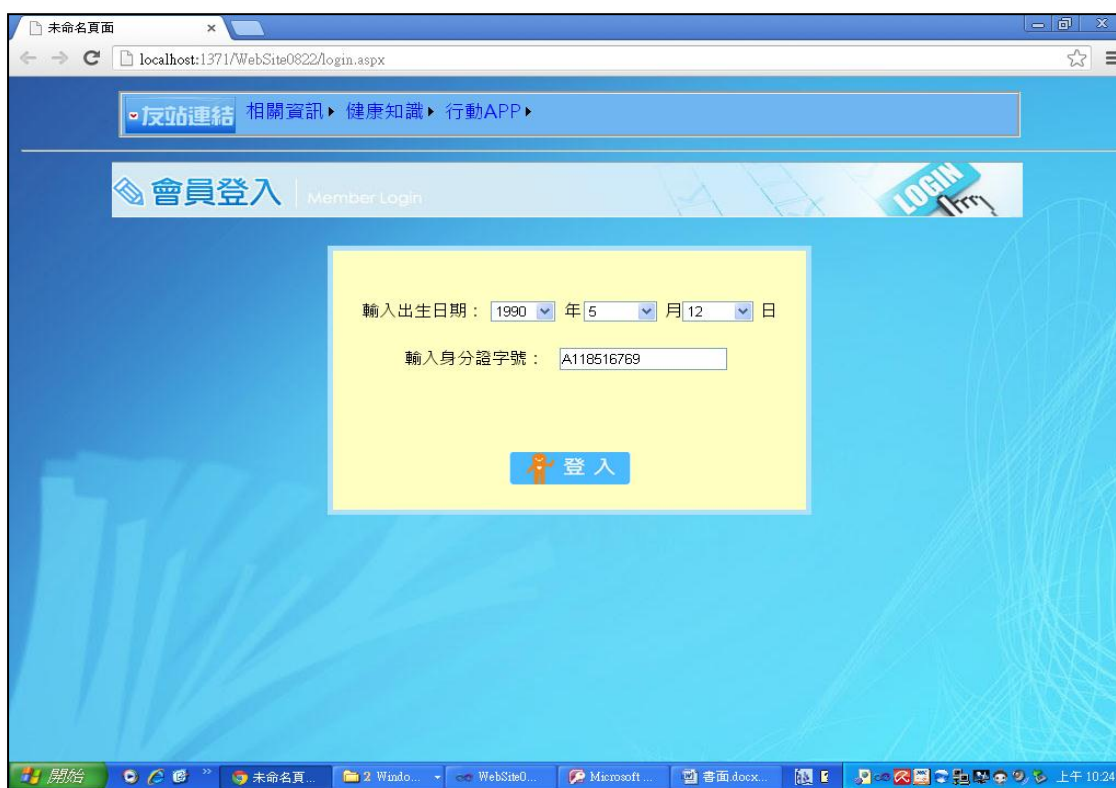 未命名頁面
localhost:1371/WebSite0822/login.aspx
友站連結 相關資訊 健康知識 行動APP
會員登入 Member Login
LOGIN
輸入出生日期： 1990 年 5 月 12 日
輸入身分證字號： A118516769
登入
開始 未命名頁... 2 Windo... WebSite0... Microsoft ... 書面.docx... 上午 10:24